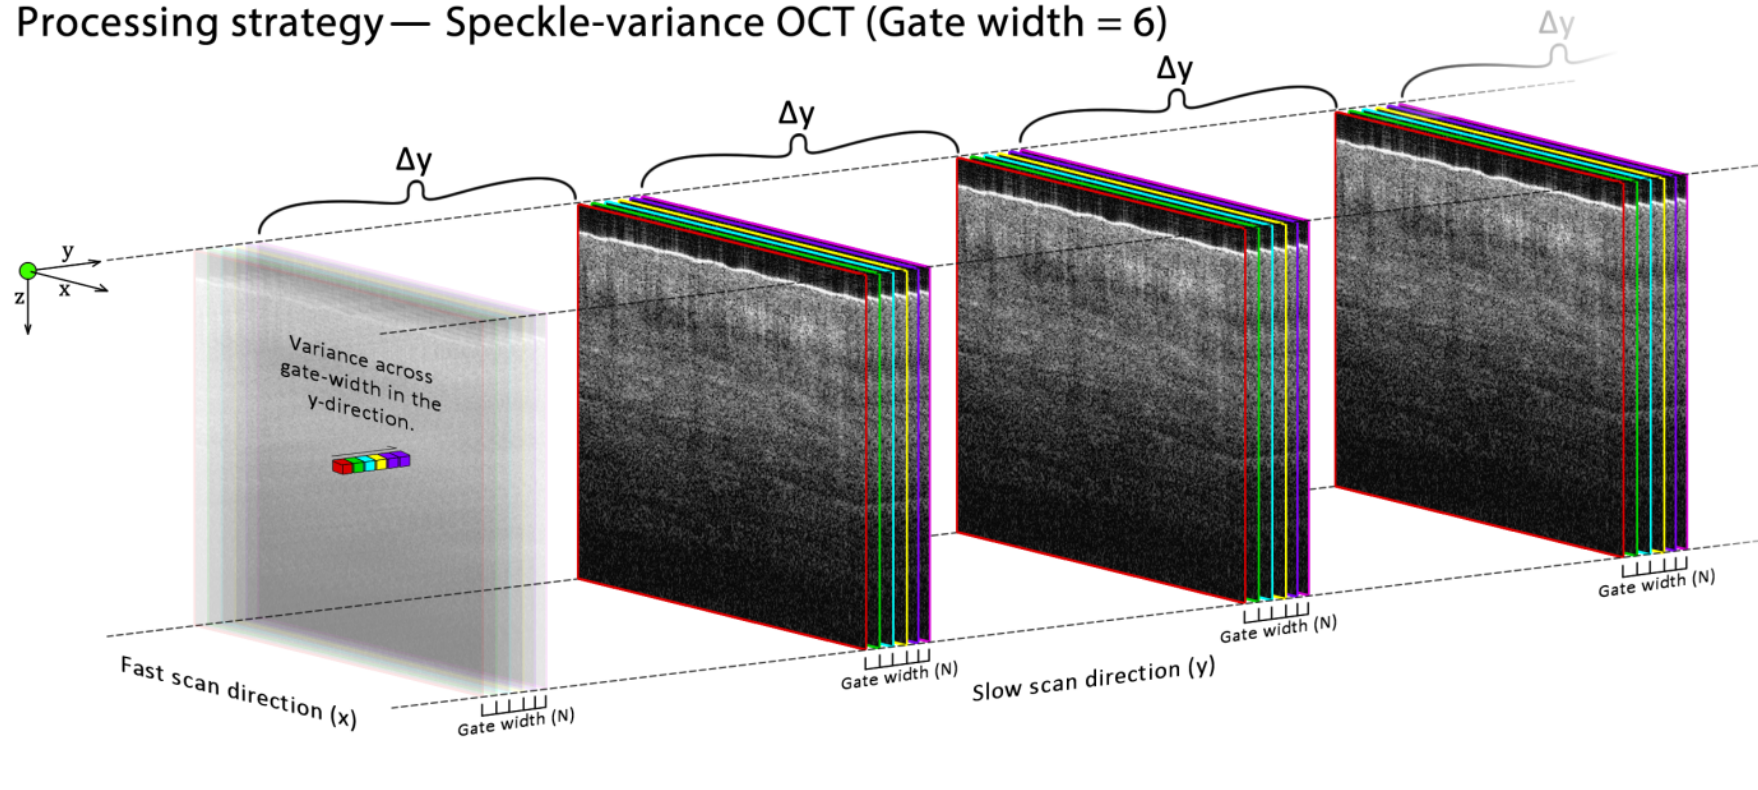 Processing strategy— Speckle-variance OCT (Gate width = 6)
Δy
Δy
Δy
Δy
y
x
z
Variance across
gate-width in the
y-direction.
Fast scan direction (x)
Gate width (N)
Gate width (N)
Slow scan direction (y)
Gate width (N)
Gate width (N)